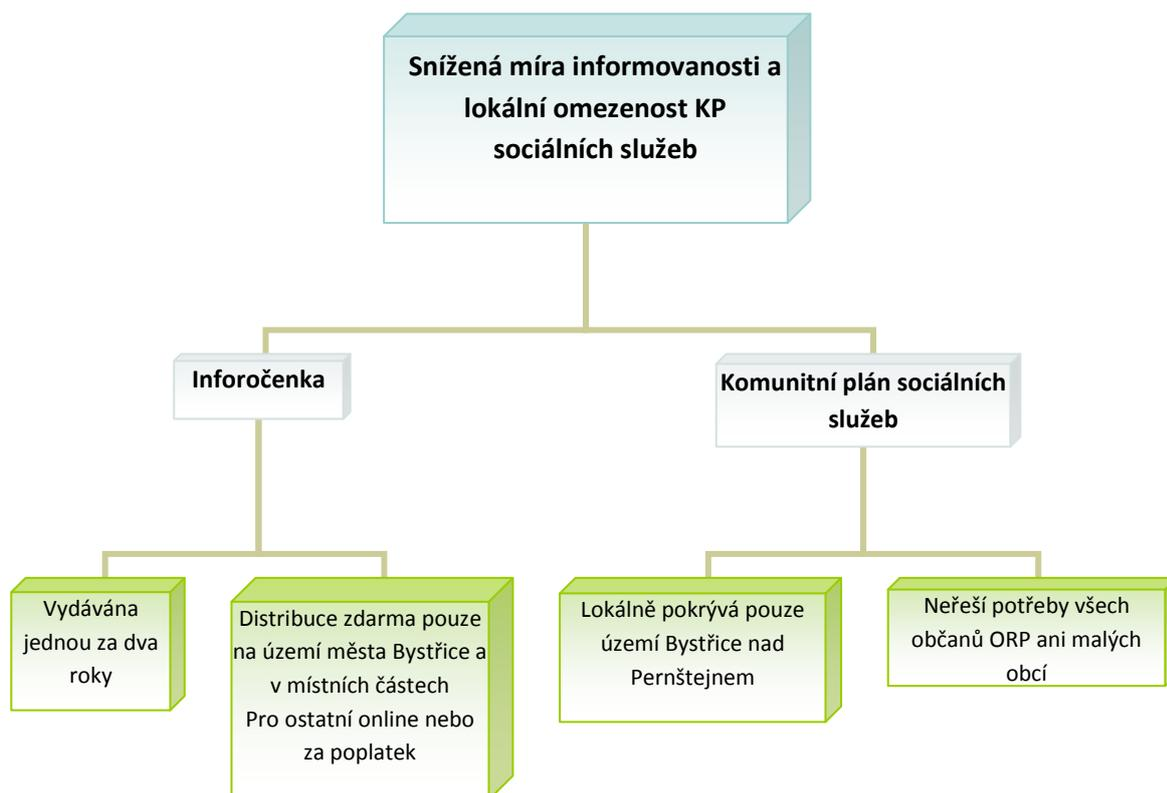 Snížená míra informovanosti a
lokální omezenost KP
sociálních služeb
Inforočenka
Komunitní plán sociálních
služeb
Vydávána
jednou za dva
roky
Distribuce zdarma pouze
na území města Bystřice a
v místních částech
Pro ostatní online nebo
za poplatek
Lokálně pokrývá pouze
území Bystřice nad
Pernštejnem
Neřeší potřeby všech
občanů ORP ani malých
obcí